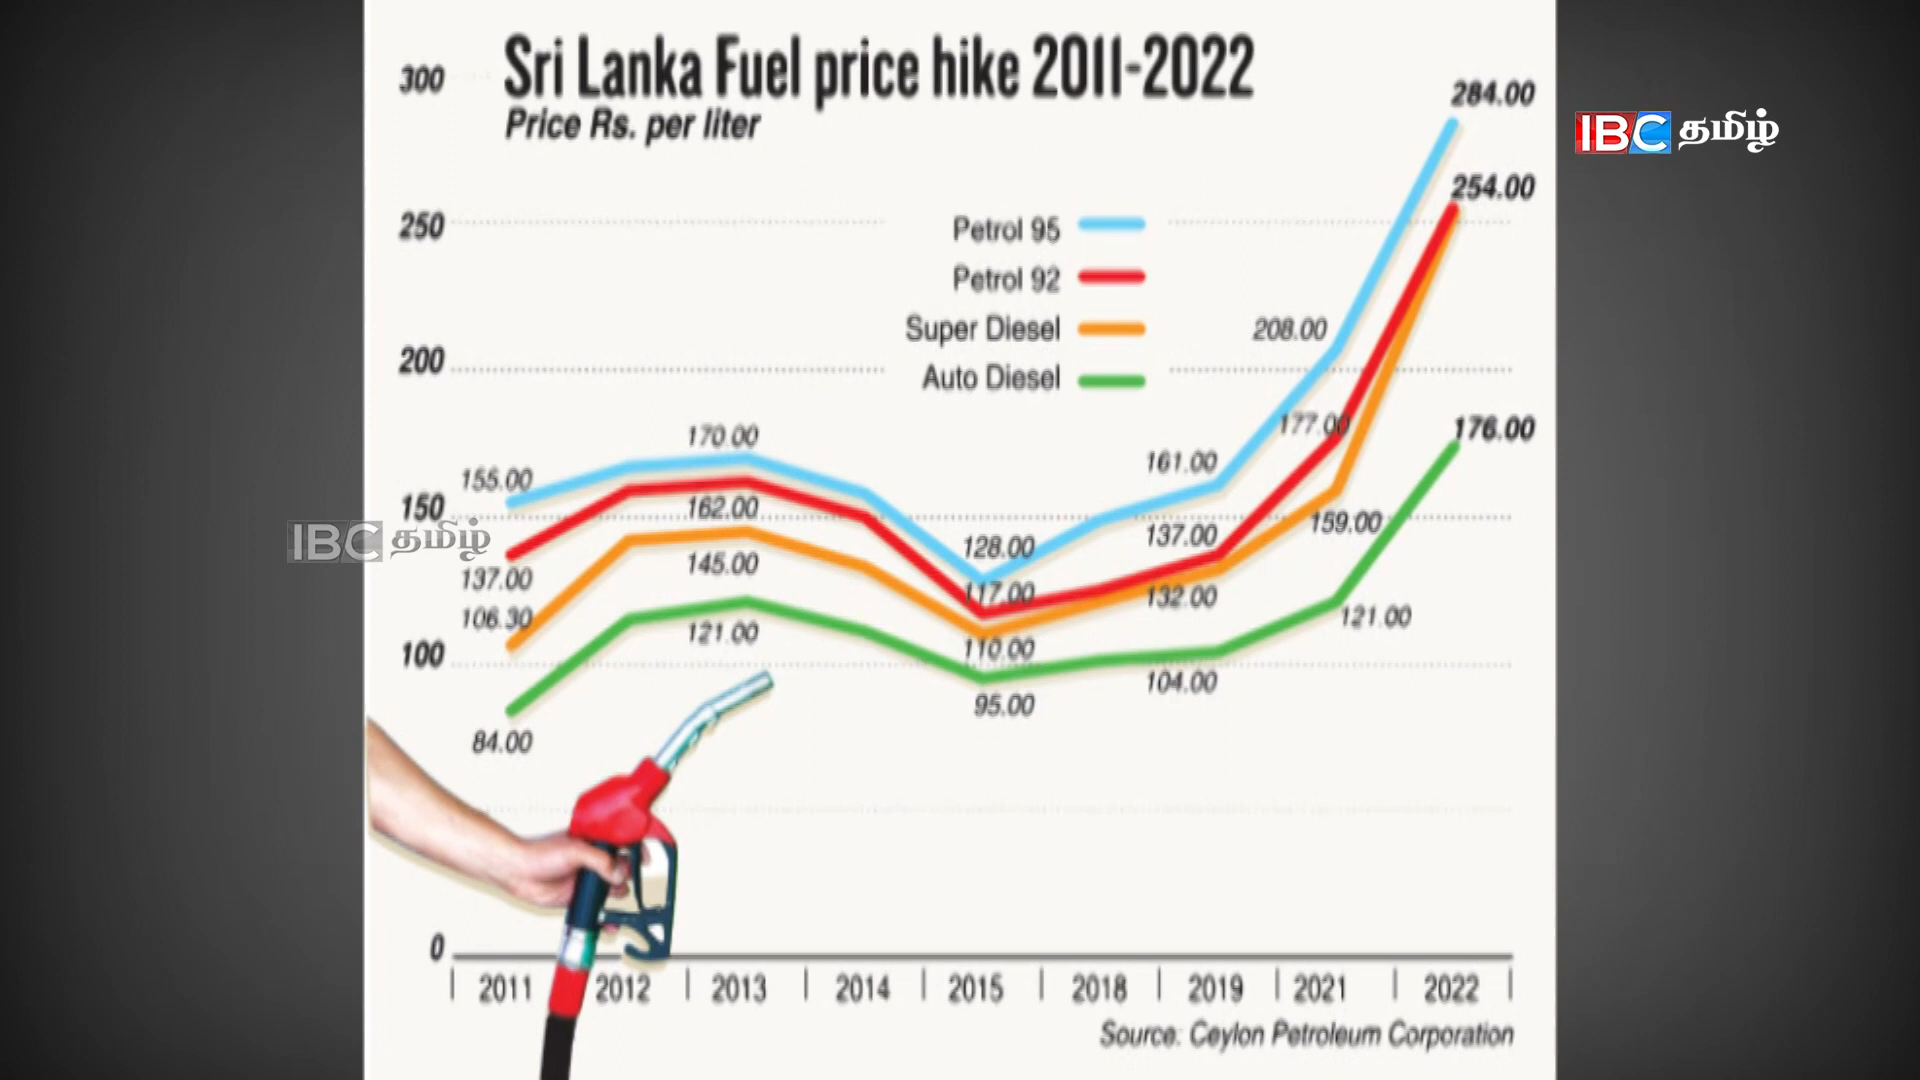 Sri Lanka Fuel price hike 2011-2022
Price Rs. per liter
IBC தமிழ்
300
250
200
150
100
0
Petrol 95
Petrol 92
Super Diesel
Auto Diesel
284.00
254.00
208.00
177.00
176.00
155.00
170.00
161.00
162.00
128.00
137.00
159.00
IBC தமிழ்
137.00
145.00
117.00
132.00
106.30
121.00
110.00
121.00
84.00
95.00
104.00
2011 2012 2013 2014 2015 2018 2019 2021 2022
Source: Ceylon Petroleum Corporation